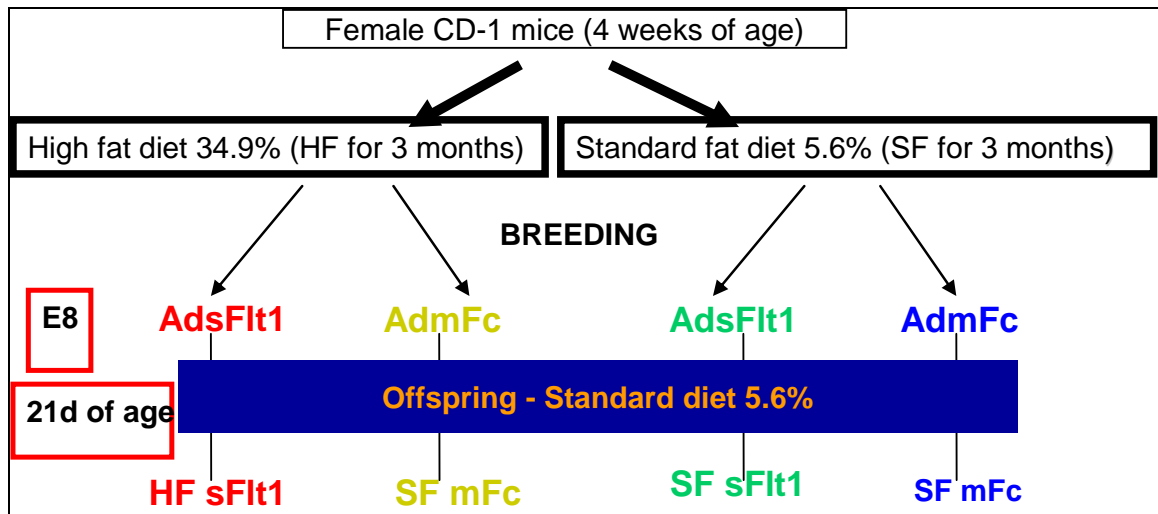 Female CD-1 mice (4 weeks of age)
High fat diet 34.9% (HF for 3 months)
Standard fat diet 5.6% (SF for 3 months)
BREEDING
E8
AdsFlt1
AdmFc
AdsFlt1
AdmFc
21d of age
Offspring - Standard diet 5.6%
HF sFlt1
SF mFc
SF sFlt1
SF mFc